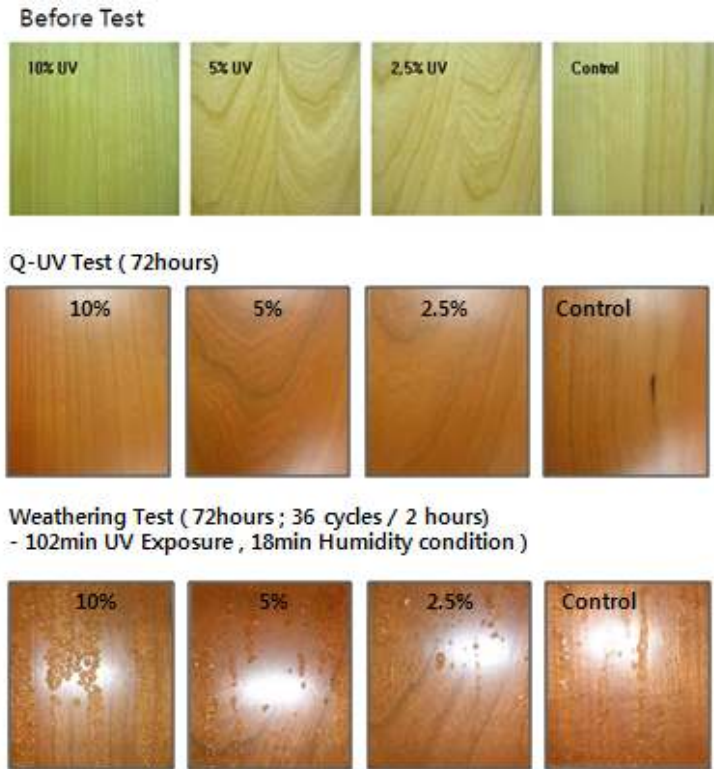 Before Test
10% UV
5% UV
2.5% UV
Control
Q-UV Test ( 72hours)
10%
5%
2.5%
Control
Weathering Test ( 72hours ; 36 cycles / 2 hours)
- 102min UV Exposure , 18min Humidity condition )
10%
5%
2.5%
Control